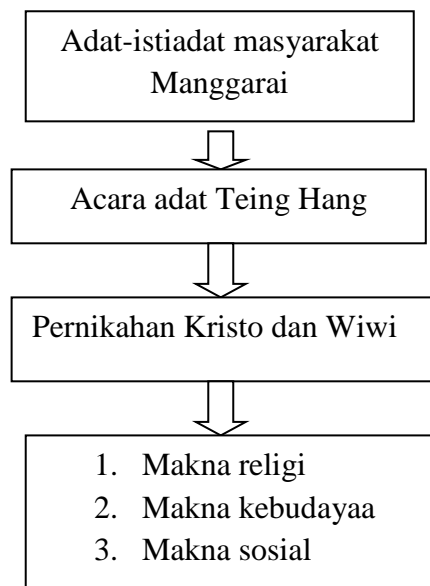 Adat-istiadat masyarakat
Manggarai
Acara adat Teing Hang
Pernikahan Kristo dan Wiwi
1. Makna religi
2. Makna kebudayaa
3. Makna sosial